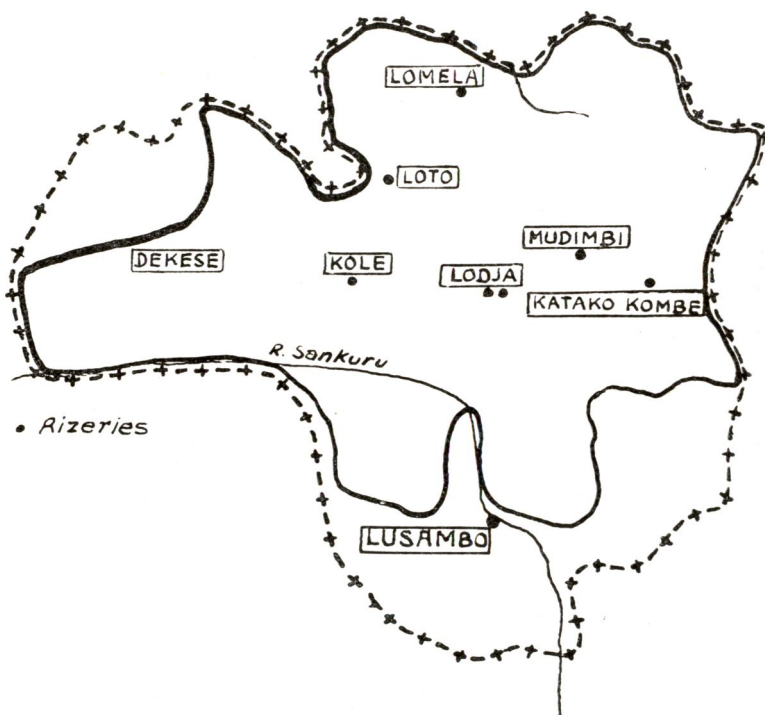 LOMELA
LOTO
MUDIMBI
DEKESE
KOLE
LODJA
KATAKO KOMBE
R. Sankuru
Rizeries
LUSAMBO